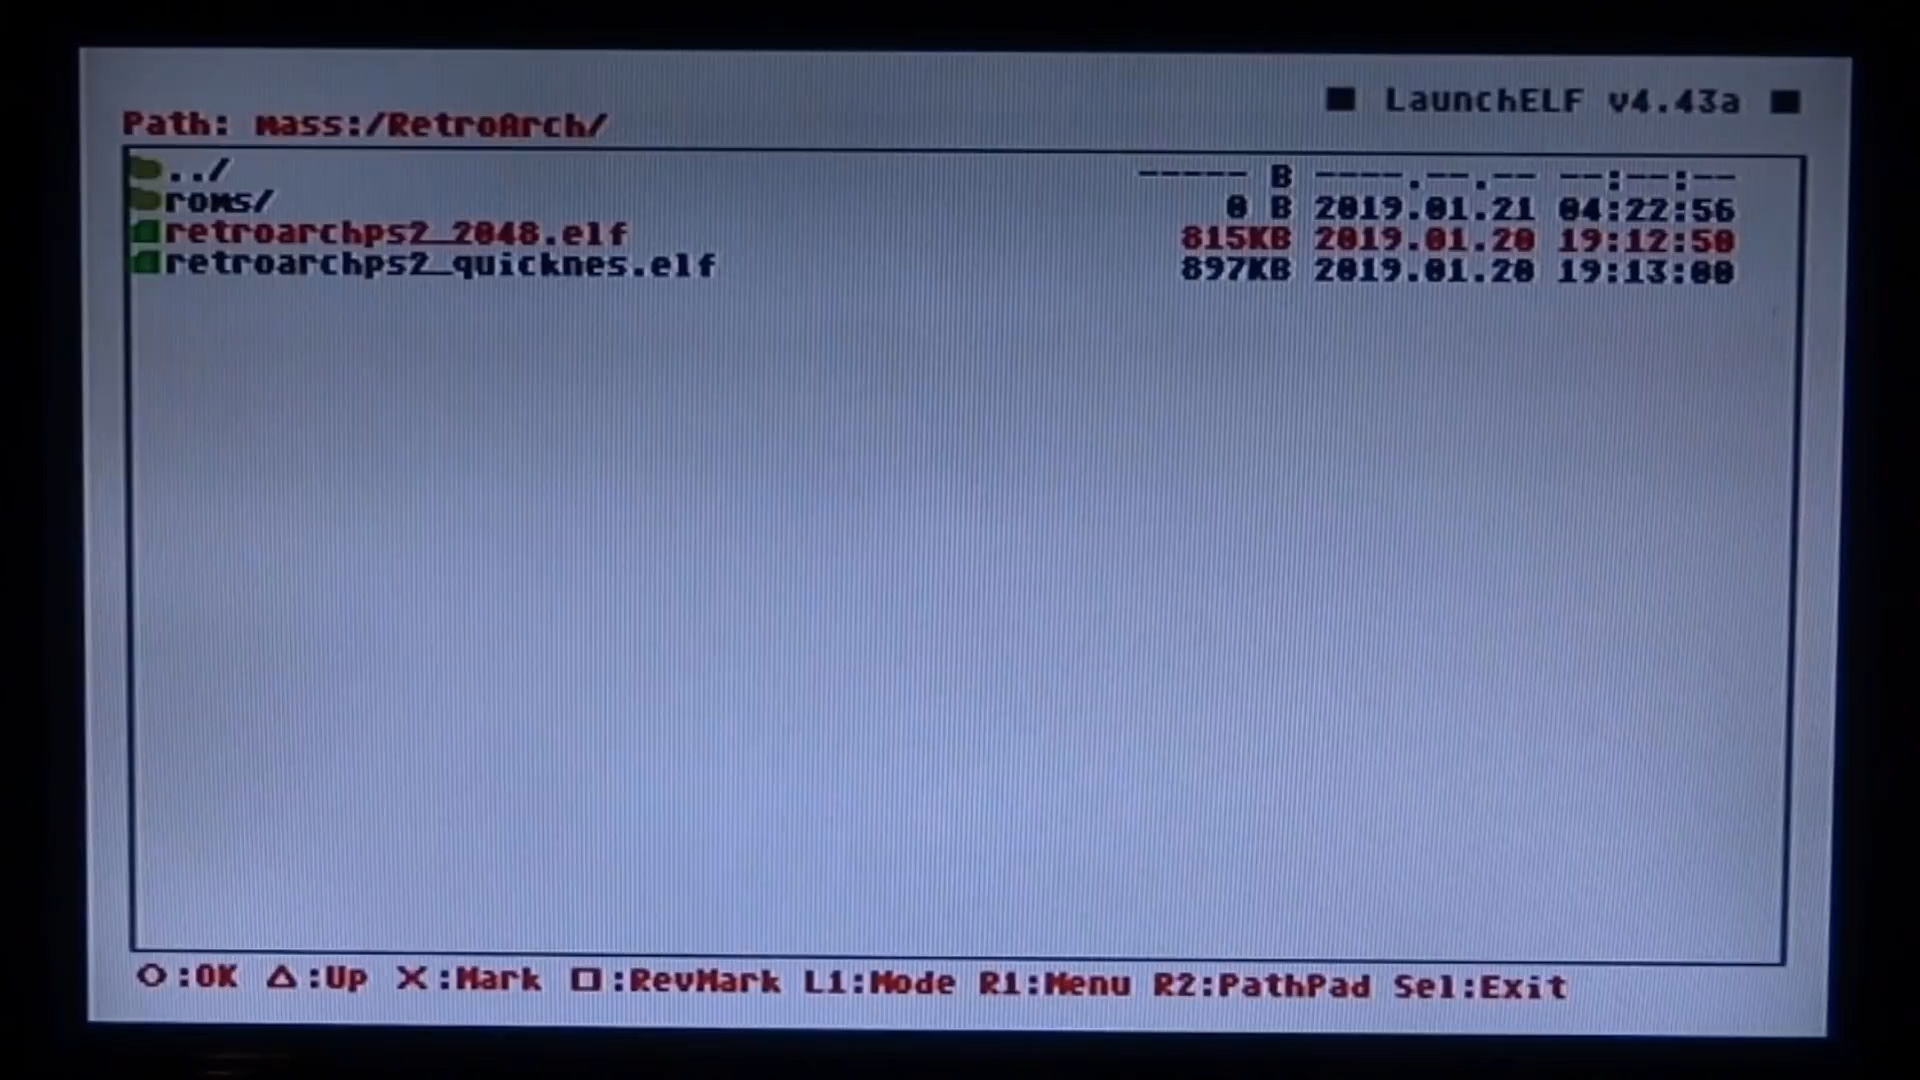 ■ LaunchELF v4.43a ■
Path: mass:/RetroArch/
../ ----- B ----.--.-- --:--:--
roms/ 0 B 2019.01.21 04:22:56
retroarchps2_2048.elf 815KB 2019.01.20 19:12:50
retroarchps2_quicknes.elf 897KB 2019.01.20 19:13:00
○:OK △:Up ×:Mark □:RevMark L1:Mode R1:Menu R2:PathPad Sel:Exit